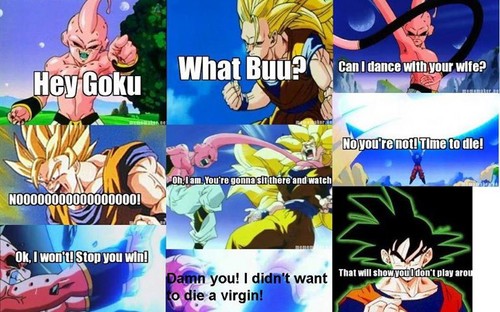 Hey Goku
What Buu?
Can I dance with your wife?
NOOOOOOOOOOOOOOOOO!
Oh, I am. You're gonna sit there and watch
No you're not! Time to die!
Ok, I won't! Stop you win!
Damn you! I didn't want
to die a virgin!
That will show you I don't play arou